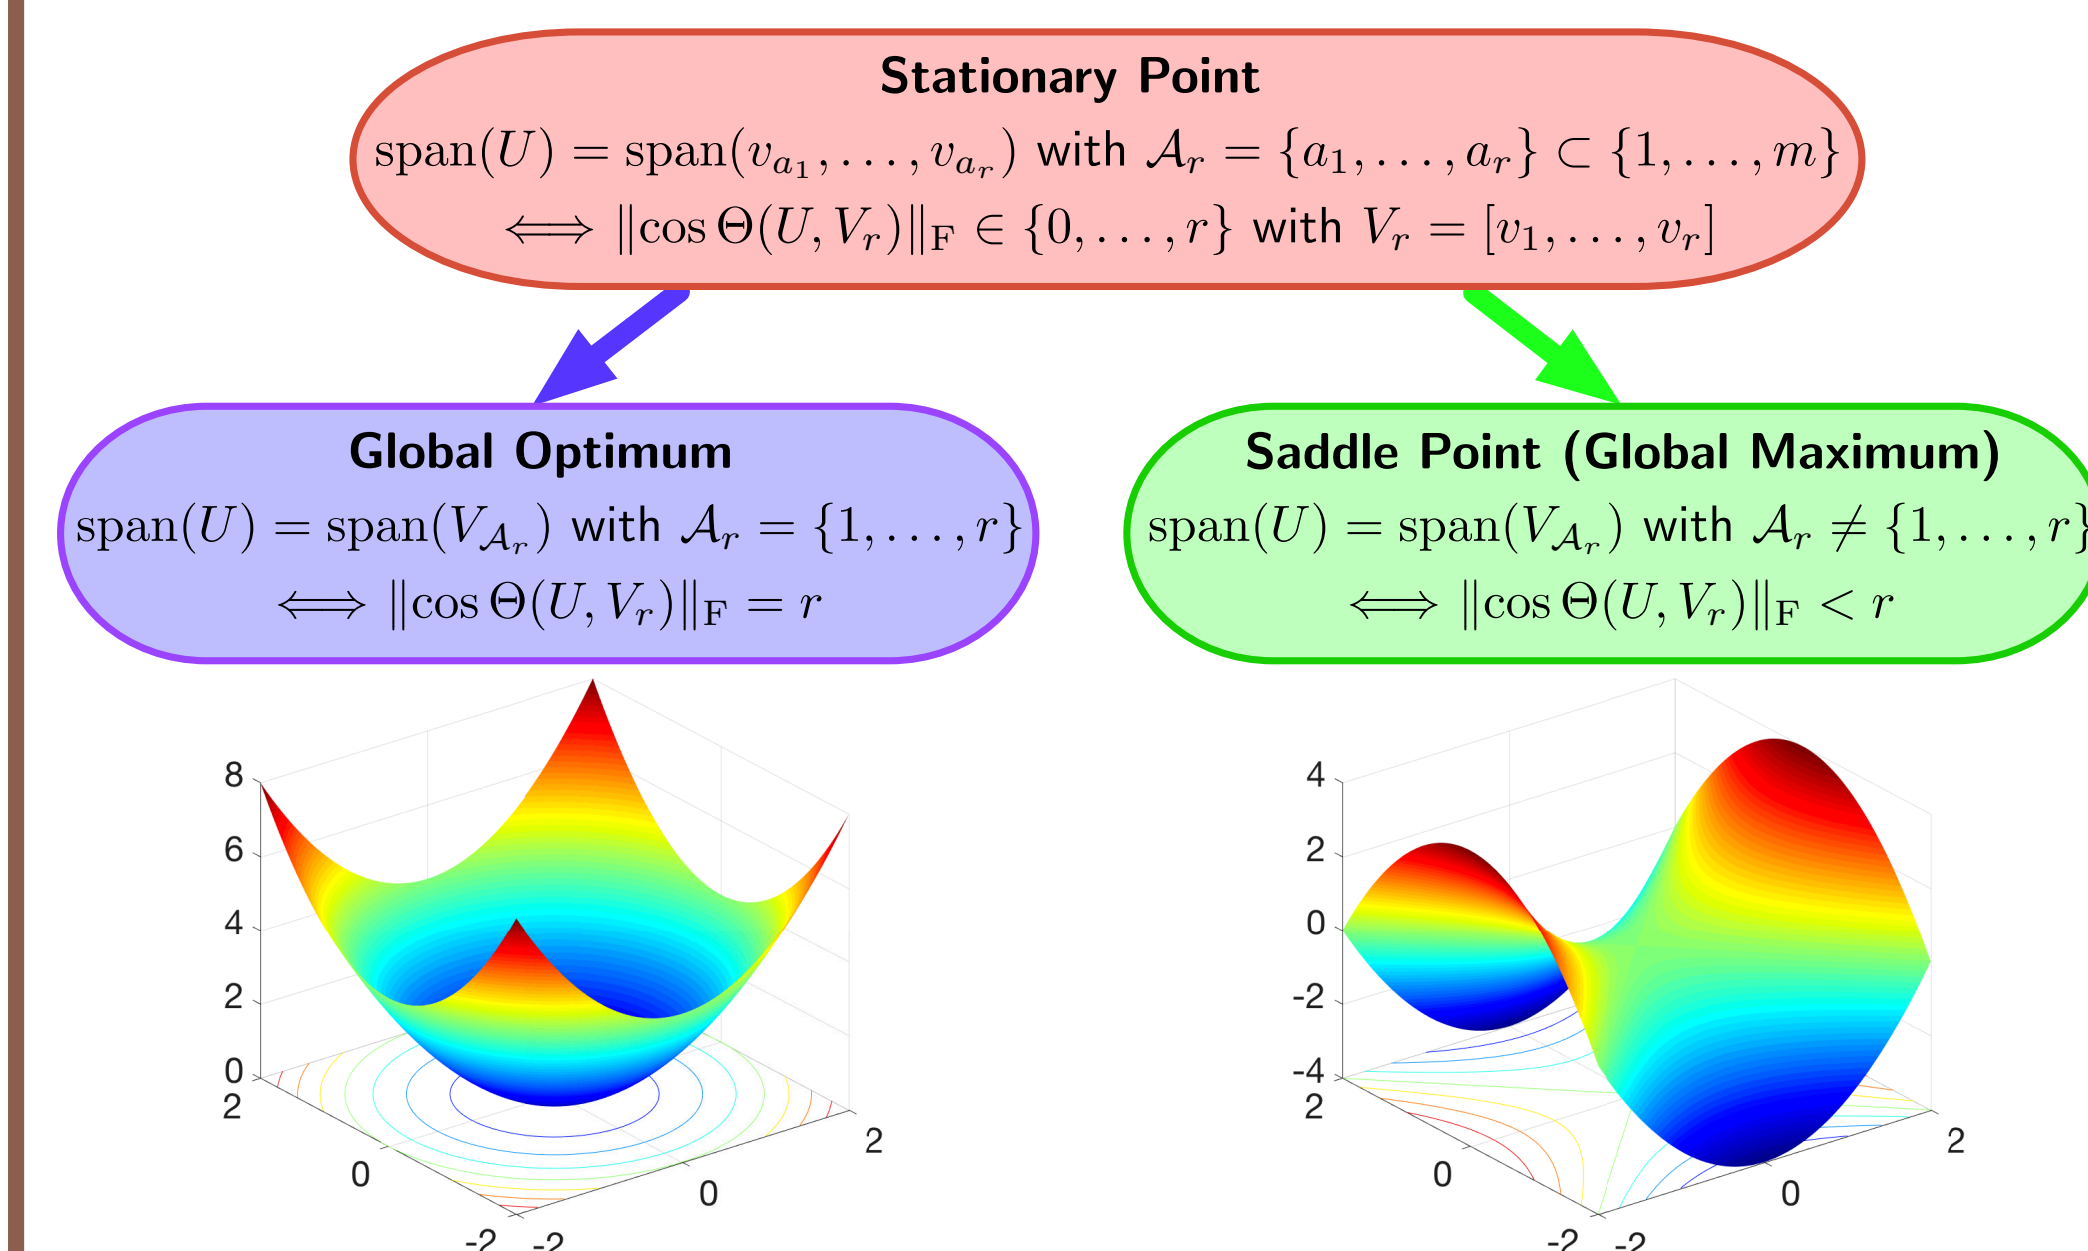 Stationary Point
span(U) = span(v_{a_1}, . . . , v_{a_r}) with 𝒜_r = {a_1, . . . , a_r} ⊂ {1, . . . , m}
⟺ ‖cos Θ(U, V_r)‖_F ∈ {0, . . . , r} with V_r = [v_1, . . . , v_r]
Global Optimum
span(U) = span(V_{𝒜_r}) with 𝒜_r = {1, . . . , r}
⟺ ‖cos Θ(U, V_r)‖_F = r
Saddle Point (Global Maximum)
span(U) = span(V_{𝒜_r}) with 𝒜_r ≠ {1, . . . , r}
⟺ ‖cos Θ(U, V_r)‖_F < r
8
6
4
2
0
2
0
-2
-2
0
2
4
2
0
-2
-4
2
0
-2
-2
0
2